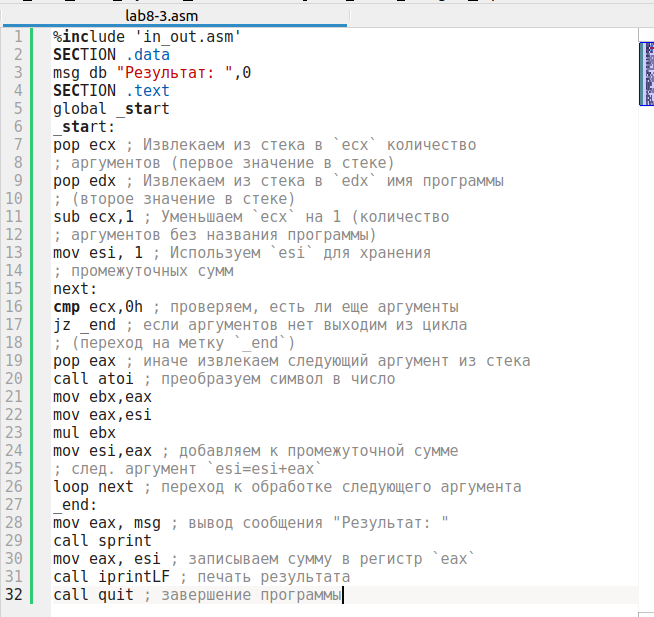 lab8-3.asm
1 %include 'in_out.asm'
2 SECTION .data
3 msg db "Результат: ",0
4 SECTION .text
5 global _start
6 _start:
7 pop ecx ; Извлекаем из стека в `ecx` количество
8 ; аргументов (первое значение в стеке)
9 pop edx ; Извлекаем из стека в `edx` имя программы
10 ; (второе значение в стеке)
11 sub ecx,1 ; Уменьшаем `ecx` на 1 (количество
12 ; аргументов без названия программы)
13 mov esi, 1 ; Используем `esi` для хранения
14 ; промежуточных сумм
15 next:
16 cmp ecx,0h ; проверяем, есть ли еще аргументы
17 jz _end ; если аргументов нет выходим из цикла
18 ; (переход на метку `_end`)
19 pop eax ; иначе извлекаем следующий аргумент из стека
20 call atoi ; преобразуем символ в число
21 mov ebx,eax
22 mov eax,esi
23 mul ebx
24 mov esi,eax ; добавляем к промежуточной сумме
25 ; след. аргумент `esi=esi+eax`
26 loop next ; переход к обработке следующего аргумента
27 _end:
28 mov eax, msg ; вывод сообщения "Результат: "
29 call sprint
30 mov eax, esi ; записываем сумму в регистр `eax`
31 call iprintLF ; печать результата
32 call quit ; завершение программы